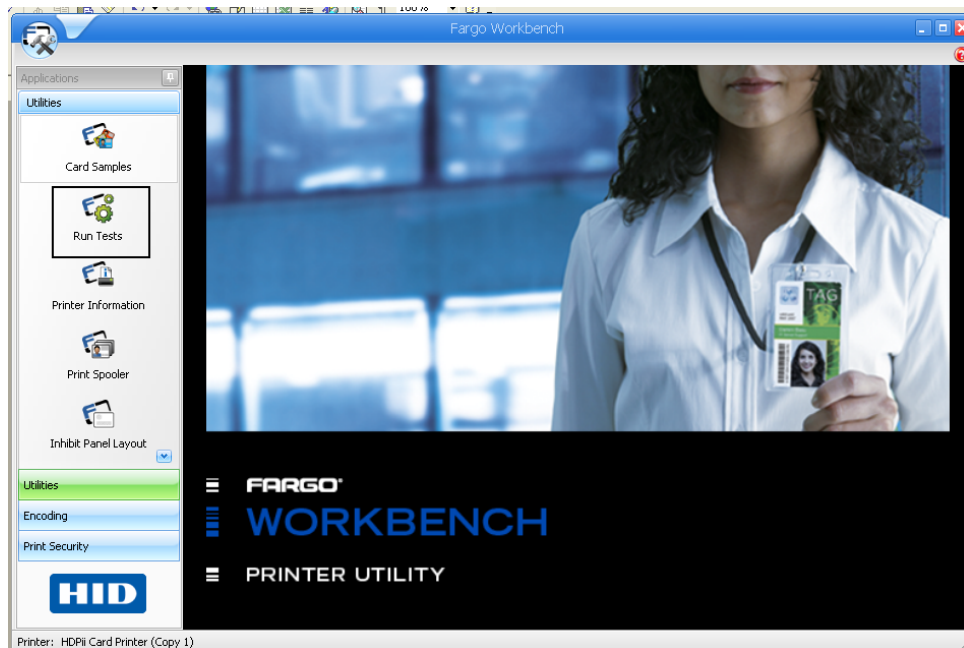 100%
Fargo Workbench
Applications
Utilities
Card Samples
Run Tests
Printer Information
Print Spooler
Inhibit Panel Layout
Utilities
Encoding
Print Security
HID
Printer: HDPii Card Printer (Copy 1)
TAG
FARGO®
WORKBENCH
PRINTER UTILITY